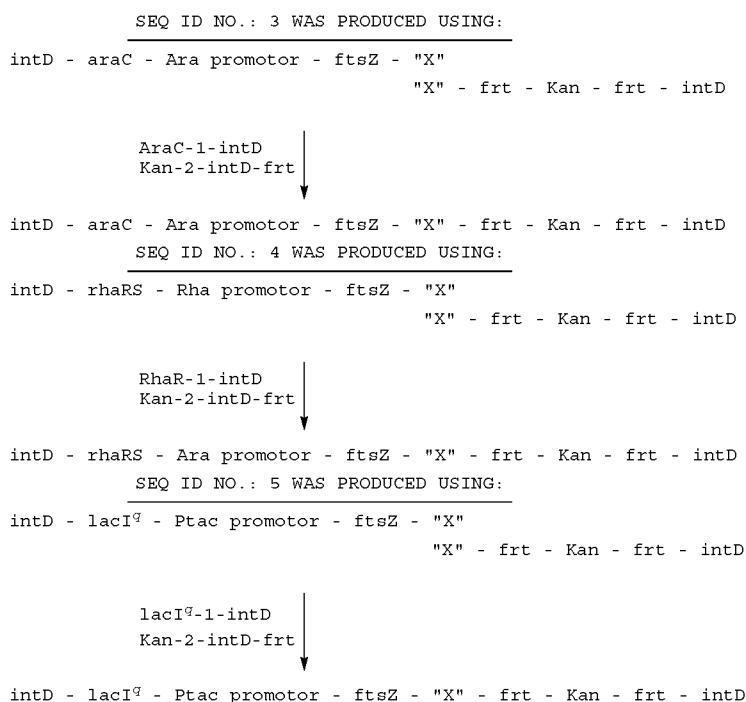 SEQ ID NO.: 3 WAS PRODUCED USING:
intD - araC - Ara promotor - ftsZ - "X"
"X" - frt - Kan - frt - intD
AraC-1-intD
Kan-2-intD-frt
intD - araC - Ara promotor - ftsZ - "X" - frt - Kan - frt - intD
SEQ ID NO.: 4 WAS PRODUCED USING:
intD - rhaRS - Rha promotor - ftsZ - "X"
"X" - frt - Kan - frt - intD
RhaR-1-intD
Kan-2-intD-frt
intD - rhaRS - Ara promotor - ftsZ - "X" - frt - Kan - frt - intD
SEQ ID NO.: 5 WAS PRODUCED USING:
intD - lacI^q - Ptac promotor - ftsZ - "X"
"X" - frt - Kan - frt - intD
lacI^q-1-intD
Kan-2-intD-frt
intD - lacI^q - Ptac promotor - ftsZ - "X" - frt - Kan - frt - intD